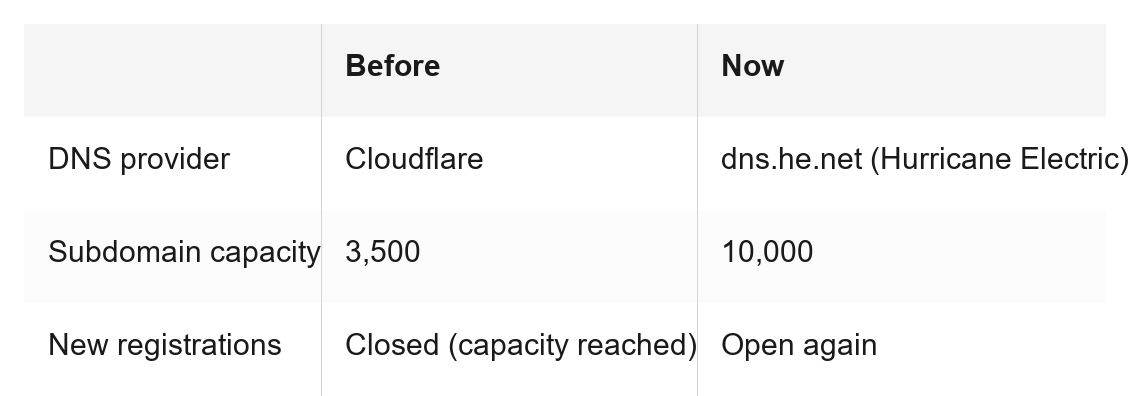 Before Now
DNS provider Cloudflare dns.he.net (Hurricane Electric)
Subdomain capacity 3,500 10,000
New registrations Closed (capacity reached) Open again